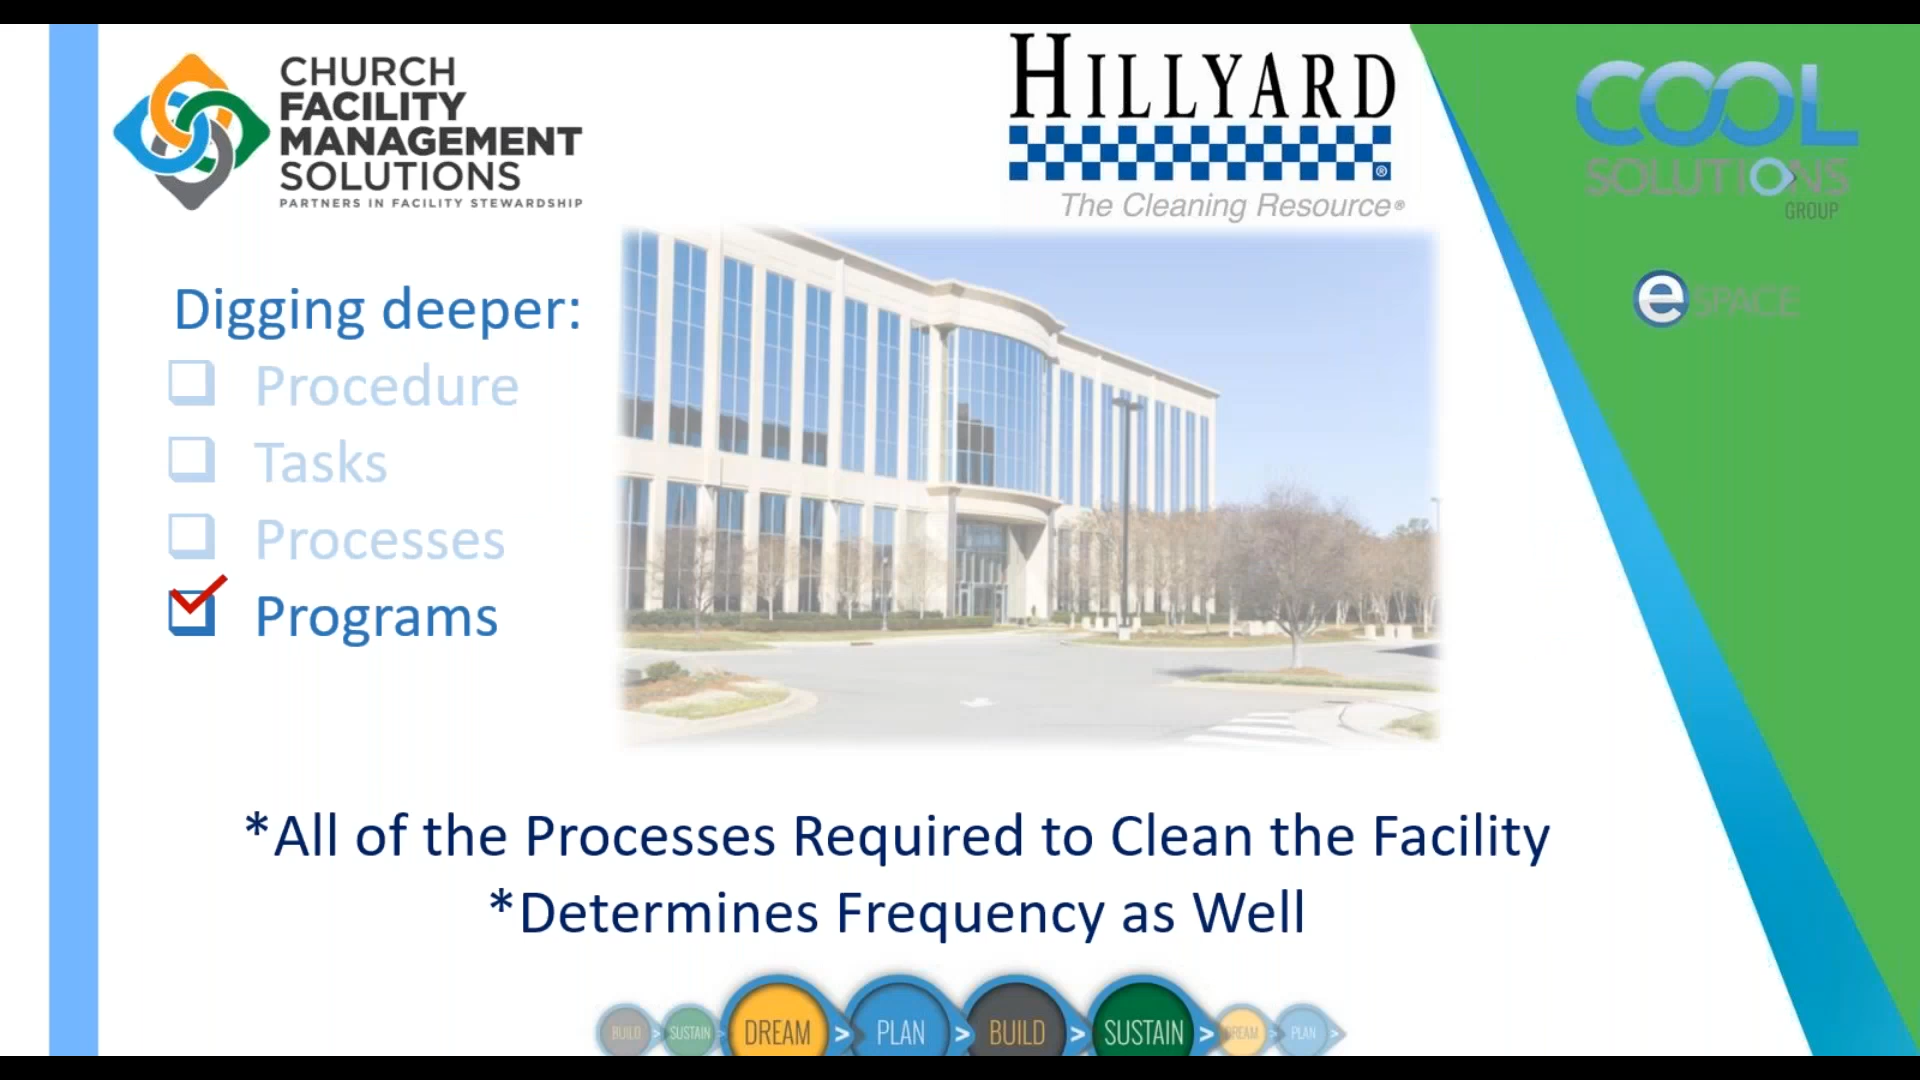 CHURCH
FACILITY
MANAGEMENT
SOLUTIONS
PARTNERS IN FACILITY STEWARDSHIP
HILLYARD
®
The Cleaning Resource®
COOL
SOLUTIONS
GROUP
eSPACE
Digging deeper:
Procedure
Tasks
Processes
Programs
*All of the Processes Required to Clean the Facility
*Determines Frequency as Well
BUILD > SUSTAIN > DREAM > PLAN > BUILD > SUSTAIN > DREAM > PLAN >